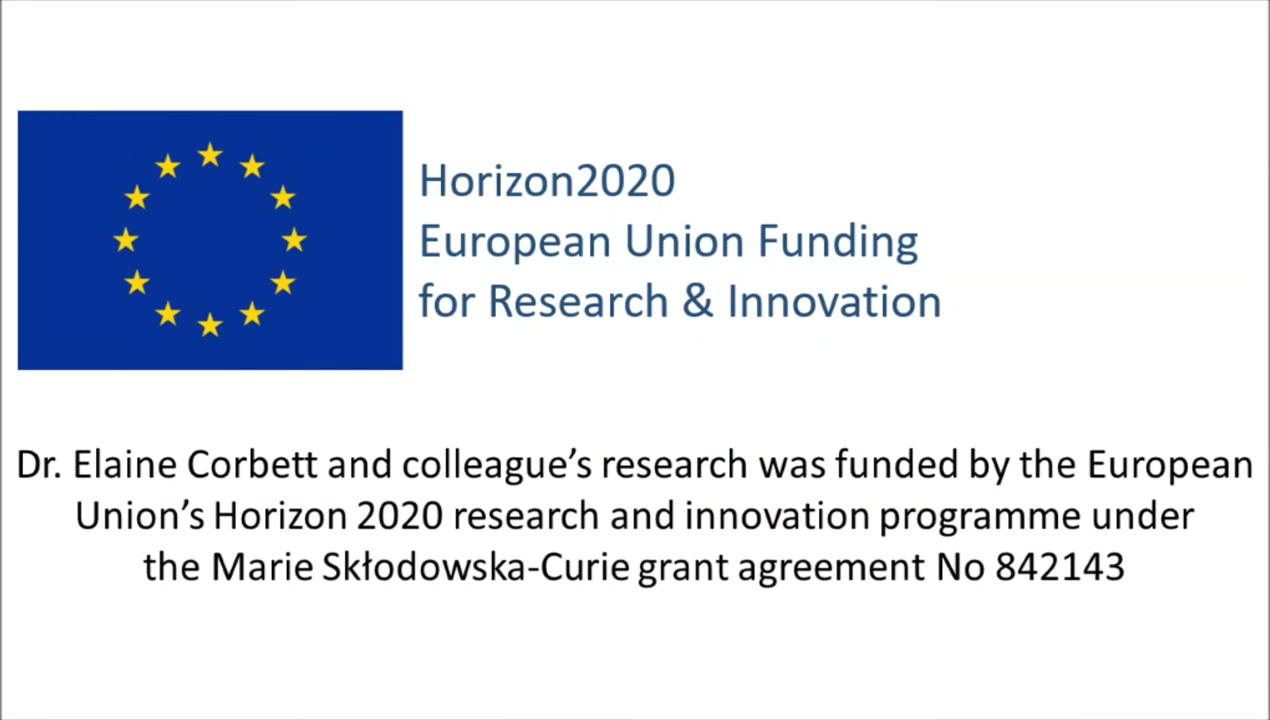 Horizon2020
European Union Funding
for Research & Innovation
Dr. Elaine Corbett and colleague’s research was funded by the European
Union’s Horizon 2020 research and innovation programme under
the Marie Skłodowska-Curie grant agreement No 842143